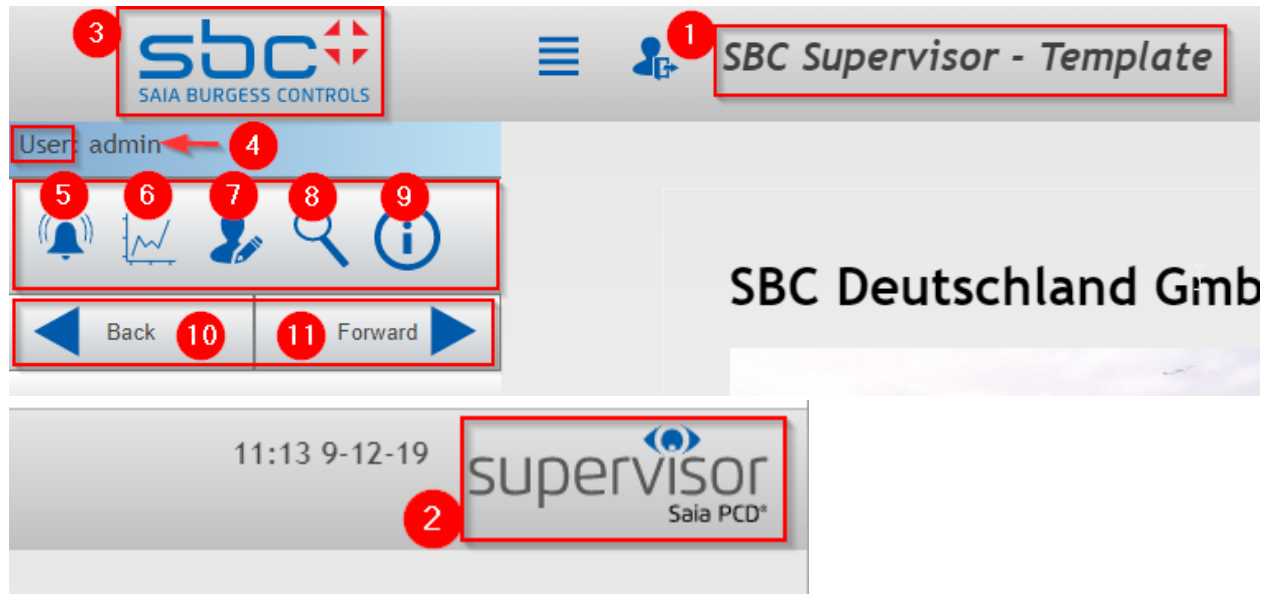 3
sbc
SAIA BURGESS CONTROLS
1
SBC Supervisor - Template
User: admin
4
5
6
7
8
9
Back
10
11
Forward
SBC Deutschland Gmb
11:13 9-12-19
supervisor
Saia PCD®
2